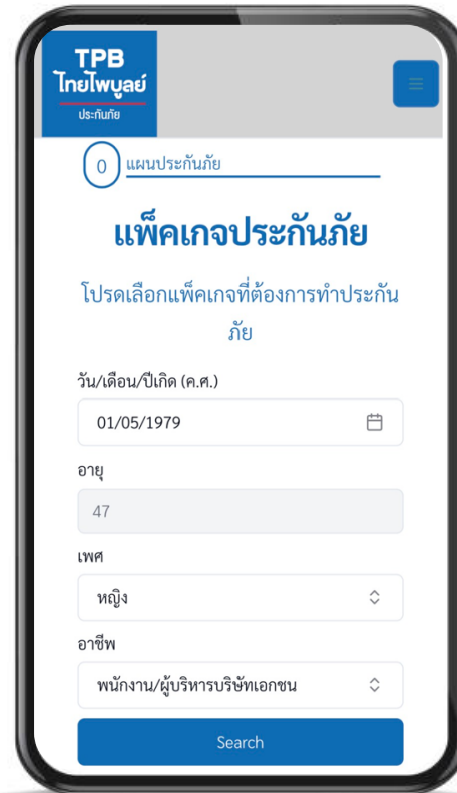 TPB
ไทยไพบูลย์
ประกันภัย
0 แผนประกันภัย
แพ็คเกจประกันภัย
โปรดเลือกแพ็คเกจที่ต้องการทำประกัน
ภัย
วัน/เดือน/ปีเกิด (ค.ศ.)
01/05/1979
อายุ
47
เพศ
หญิง
อาชีพ
พนักงาน/ผู้บริหารบริษัทเอกชน
Search